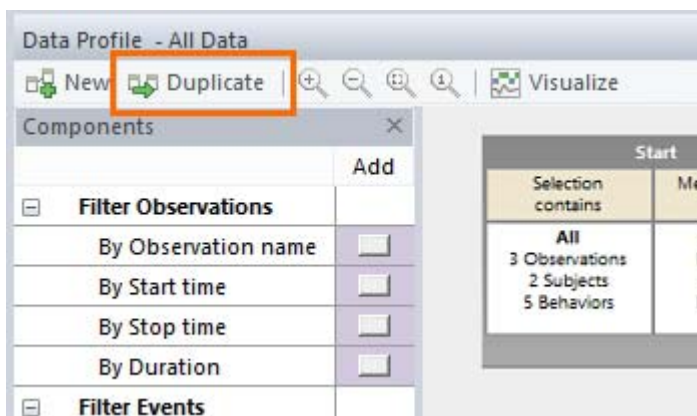 Data Profile - All Data
New Duplicate Visualize
Components
Add
Filter Observations
By Observation name
By Start time
By Stop time
By Duration
Filter Events
Start
Selection
contains
All
3 Observations
2 Subjects
5 Behaviors